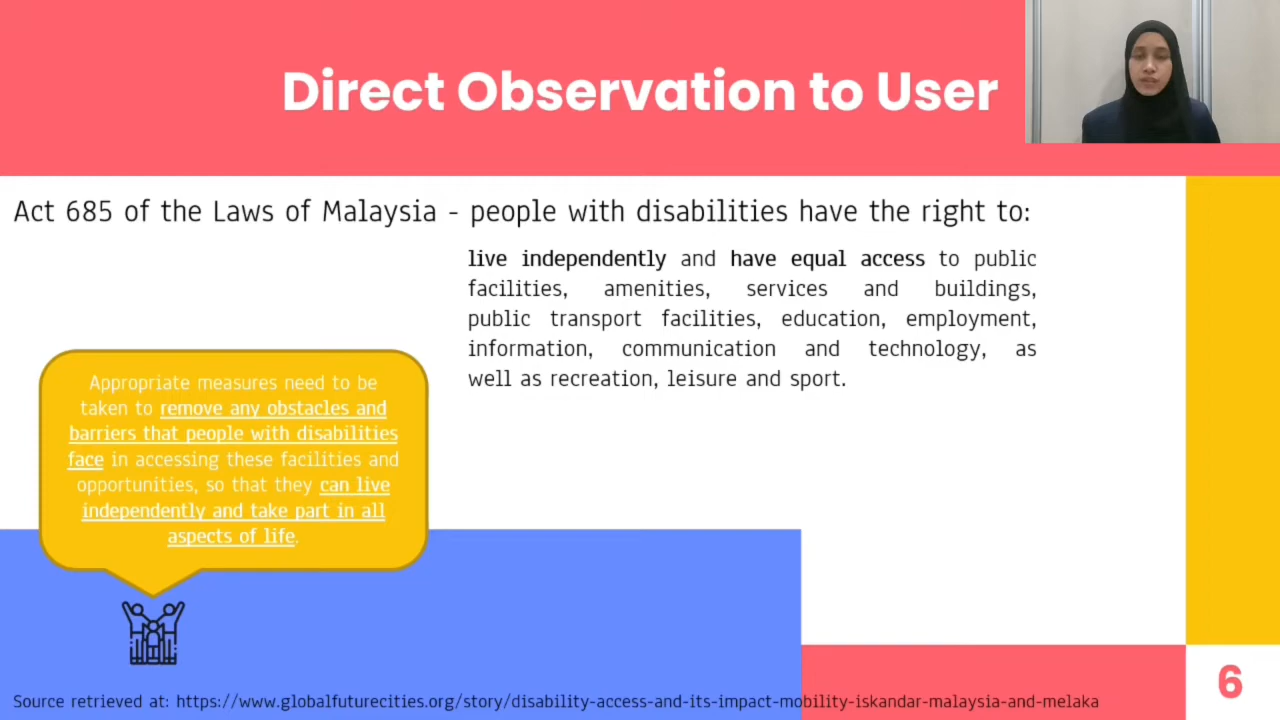 Direct Observation to User
Act 685 of the Laws of Malaysia - people with disabilities have the right to:
live independently and have equal access to public
facilities, amenities, services and buildings,
public transport facilities, education, employment,
information, communication and technology, as
well as recreation, leisure and sport.
Appropriate measures need to be
taken to remove any obstacles and
barriers that people with disabilities
face in accessing these facilities and
opportunities, so that they can live
independently and take part in all
aspects of life.
Source retrieved at: https://www.globalfuturecities.org/story/disability-access-and-its-impact-mobility-iskandar-malaysia-and-melaka
6